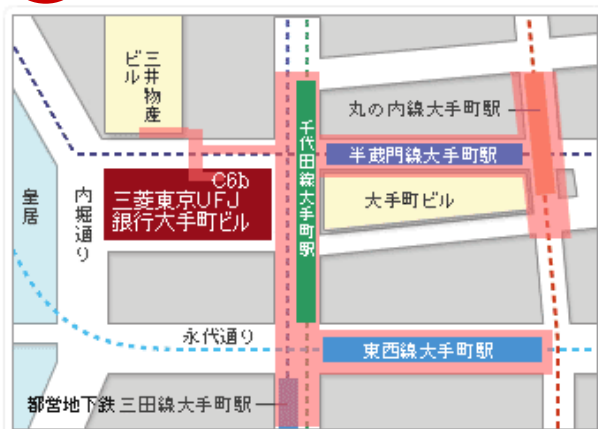 三井物産
ビル
丸の内線大手町駅
千代田線大手町駅
半蔵門線大手町駅
C6b
三菱東京UFJ
銀行大手町ビル
大手町ビル
皇居
内堀通り
永代通り
東西線大手町駅
都営地下鉄 三田線大手町駅